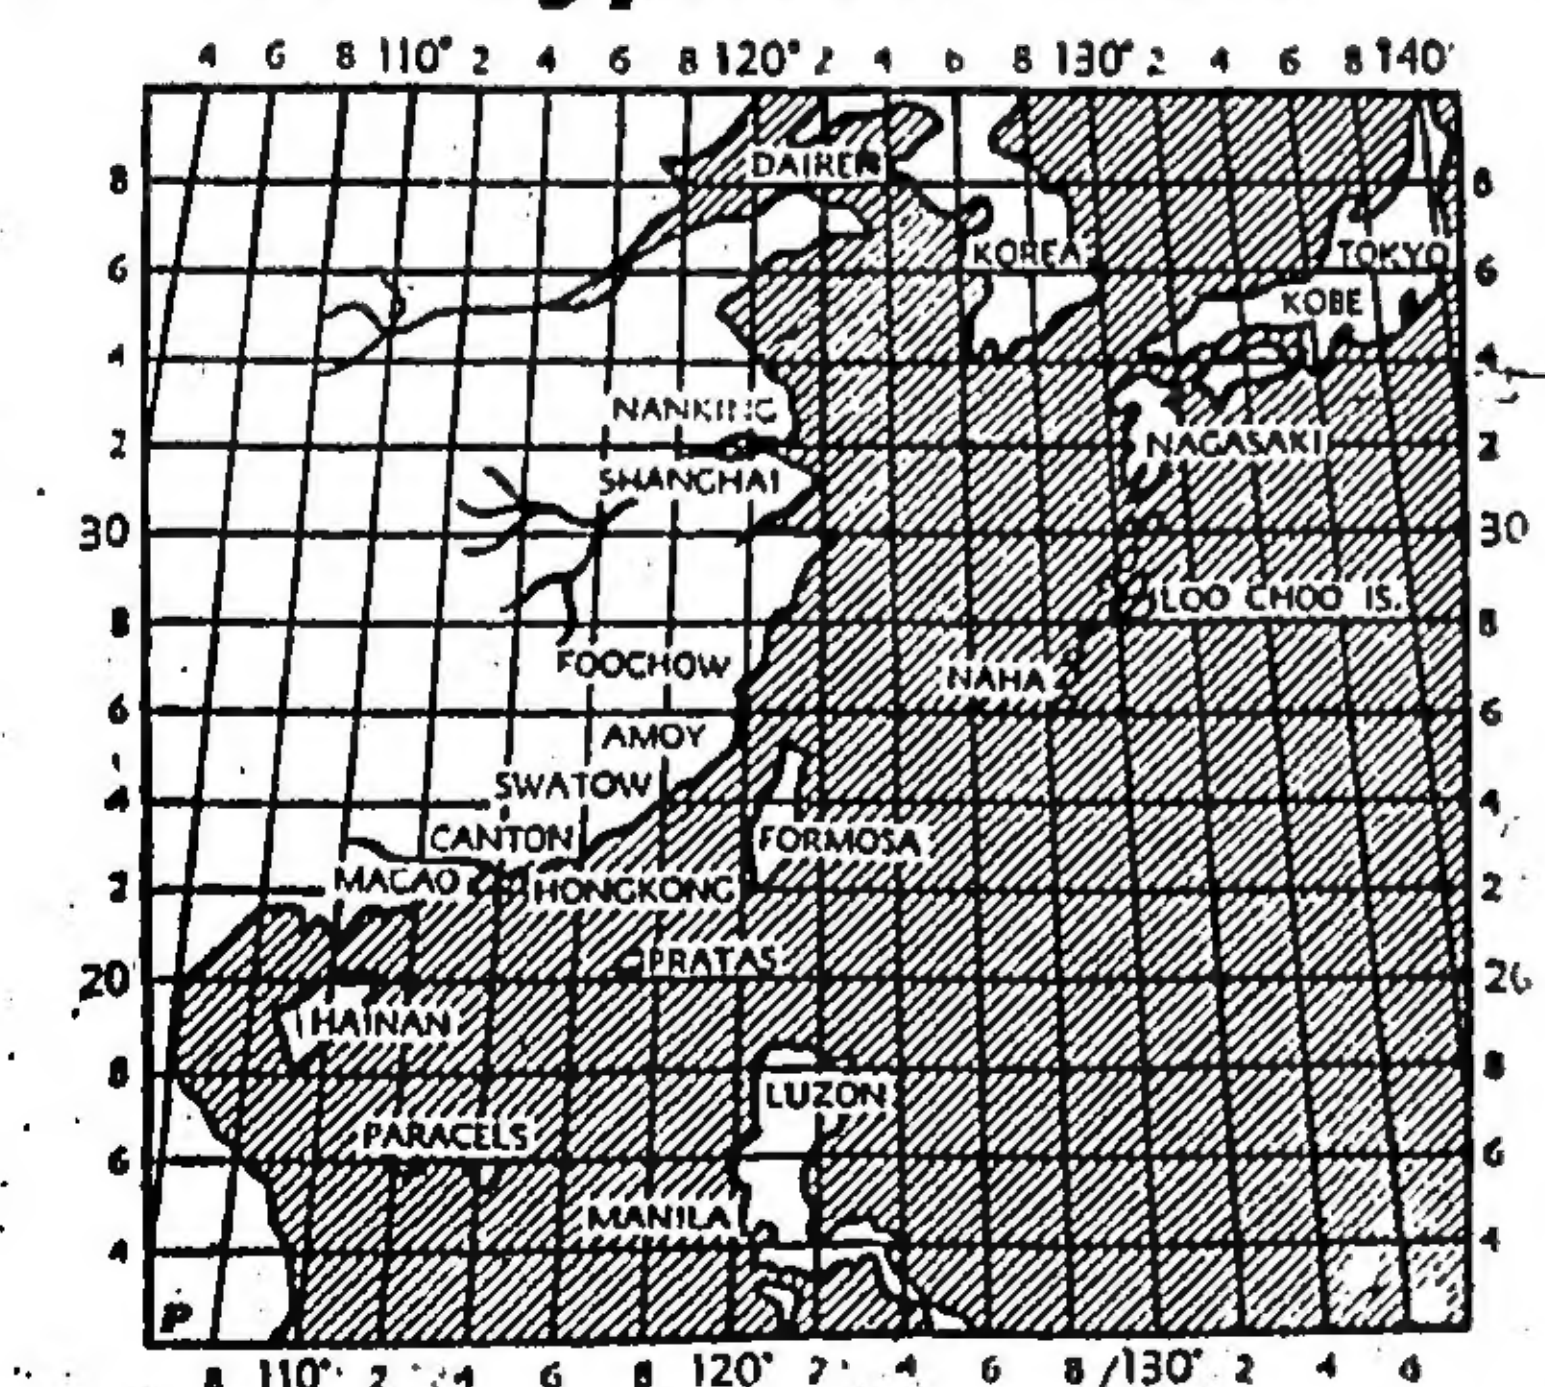 4 6 8 110° 2 4 6 8 120° 2 4 6 8 130° 2 4 6 8 140°
DAIREN
8 8
KOREA TOKYO
6 6
KOBE
4 4
NANKING
2 NAGASAKI 2
SHANGHAI
30 30
LOO CHOO IS.
8 8
FOOCHOW
NAHA
6 6
AMOY
SWATOW
4 4
CANTON FORMOSA
MACAO HONGKONG
2 2
PRATAS
20 20
HAINAN
8 8
LUZON
PARACELS
6 6
MANILA
4 4
P
8 110° 2 4 6 8 120° 2 4 6 8 130° 2 4 6